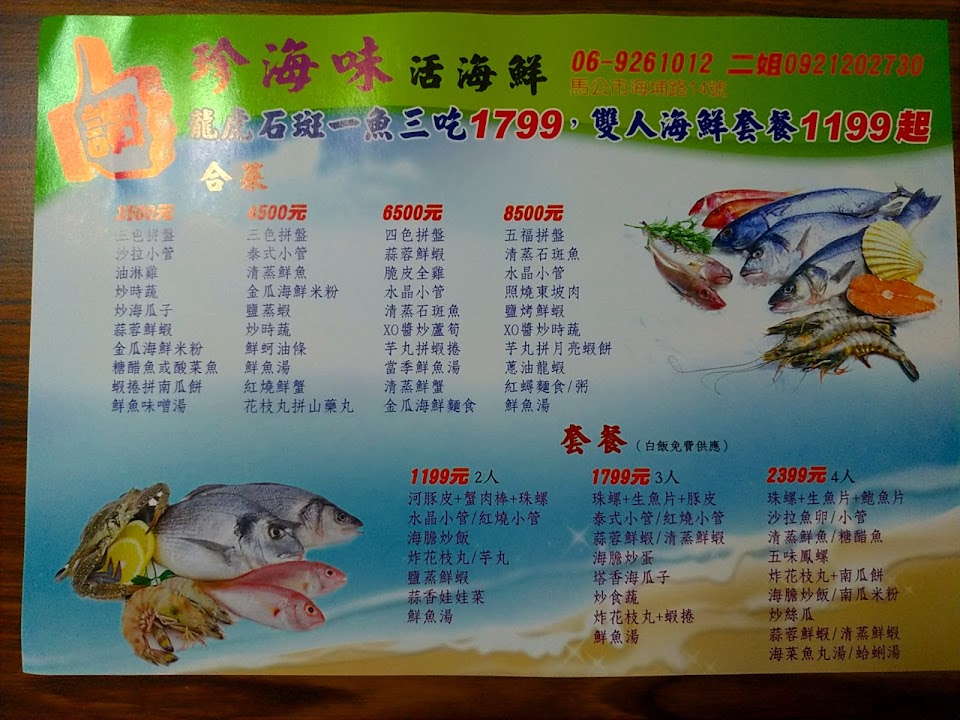 珍海味 活海鮮
06-9261012 二姐0921202730
馬公市海埔路14號
讚
龍虎石斑一魚三吃1799，雙人海鮮套餐1199起
合菜
三色拼盤
沙拉小管
油淋雞
炒時蔬
炒海瓜子
蒜蓉鮮蝦
金瓜海鮮米粉
糖醋魚或酸菜魚
蝦捲拼南瓜餅
鮮魚味噌湯
4500元
三色拼盤
泰式小管
清蒸鮮魚
金瓜海鮮米粉
鹽蒸蝦
炒時蔬
鮮蚵油條
鮮魚湯
紅燒鮮蟹
花枝丸拼山藥丸
6500元
四色拼盤
蒜蓉鮮蝦
脆皮全雞
水晶小管
清蒸石斑魚
XO醬炒蘆筍
芋丸拼蝦捲
當季鮮魚湯
清蒸鮮蟹
金瓜海鮮麵食
8500元
五福拼盤
清蒸石斑魚
水晶小管
照燒東坡肉
鹽烤鮮蝦
XO醬炒時蔬
芋丸拼月亮蝦餅
蔥油龍蝦
紅蟳麵食/粥
鮮魚湯
套餐（白飯免費供應）
1199元 2人
河豚皮+蟹肉棒+珠螺
水晶小管/紅燒小管
海膽炒飯
炸花枝丸/芋丸
鹽蒸鮮蝦
蒜香娃娃菜
鮮魚湯
1799元 3人
珠螺+生魚片+豚皮
泰式小管/紅燒小管
蒜蓉鮮蝦/清蒸鮮蝦
海膽炒蛋
塔香海瓜子
炒食蔬
炸花枝丸+蝦捲
鮮魚湯
2399元 4人
珠螺+生魚片+鮑魚片
沙拉魚卵/小管
清蒸鮮魚/糖醋魚
五味鳳螺
炸花枝丸+南瓜餅
海膽炒飯/南瓜米粉
炒絲瓜
蒜蓉鮮蝦/清蒸鮮蝦
海菜魚丸湯/蛤蜊湯